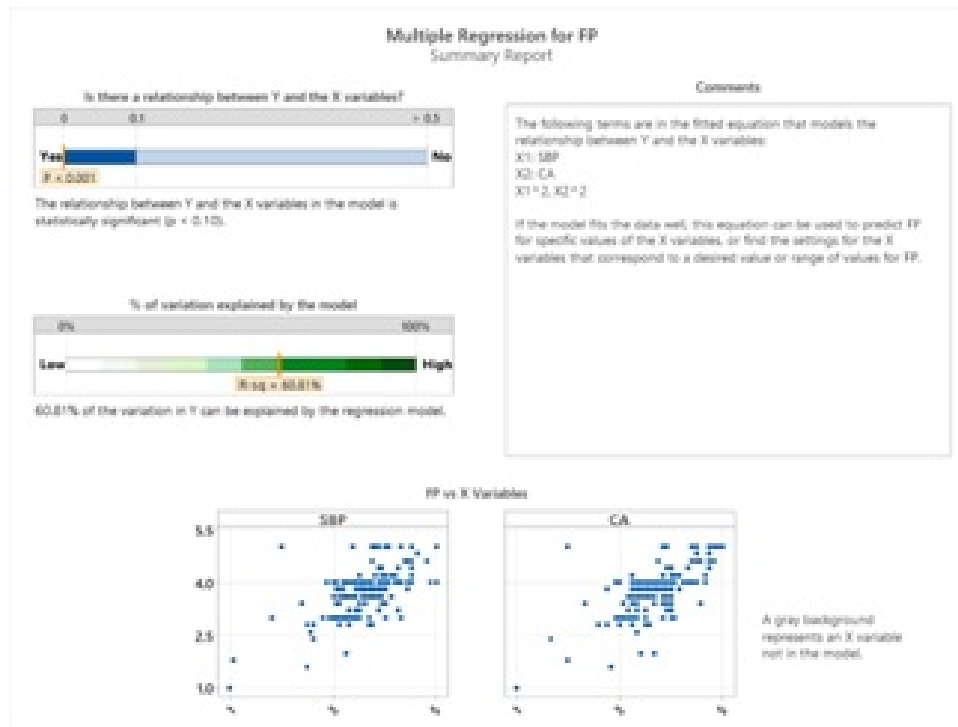 Multiple Regression for FP
Summary Report
Is there a relationship between Y and the X variables?
0 0.1 > 0.5
Yes No
P < 0.001
The relationship between Y and the X variables in the model is
statistically significant (p < 0.10).
% of variation explained by the model
0% 100%
Low High
R-sq = 60.81%
60.81% of the variation in Y can be explained by the regression model.
Comments
The following terms are in the fitted equation that models the
relationship between Y and the X variables:
X1: SBP
X2: CA
X1^2, X2^2
If the model fits the data well, this equation can be used to predict FP
for specific values of the X variables, or find the settings for the X
variables that correspond to a desired value or range of values for FP.
FP vs X Variables
SBP CA
5.5
4.0
2.5
1.0
A gray background
represents an X variable
not in the model.